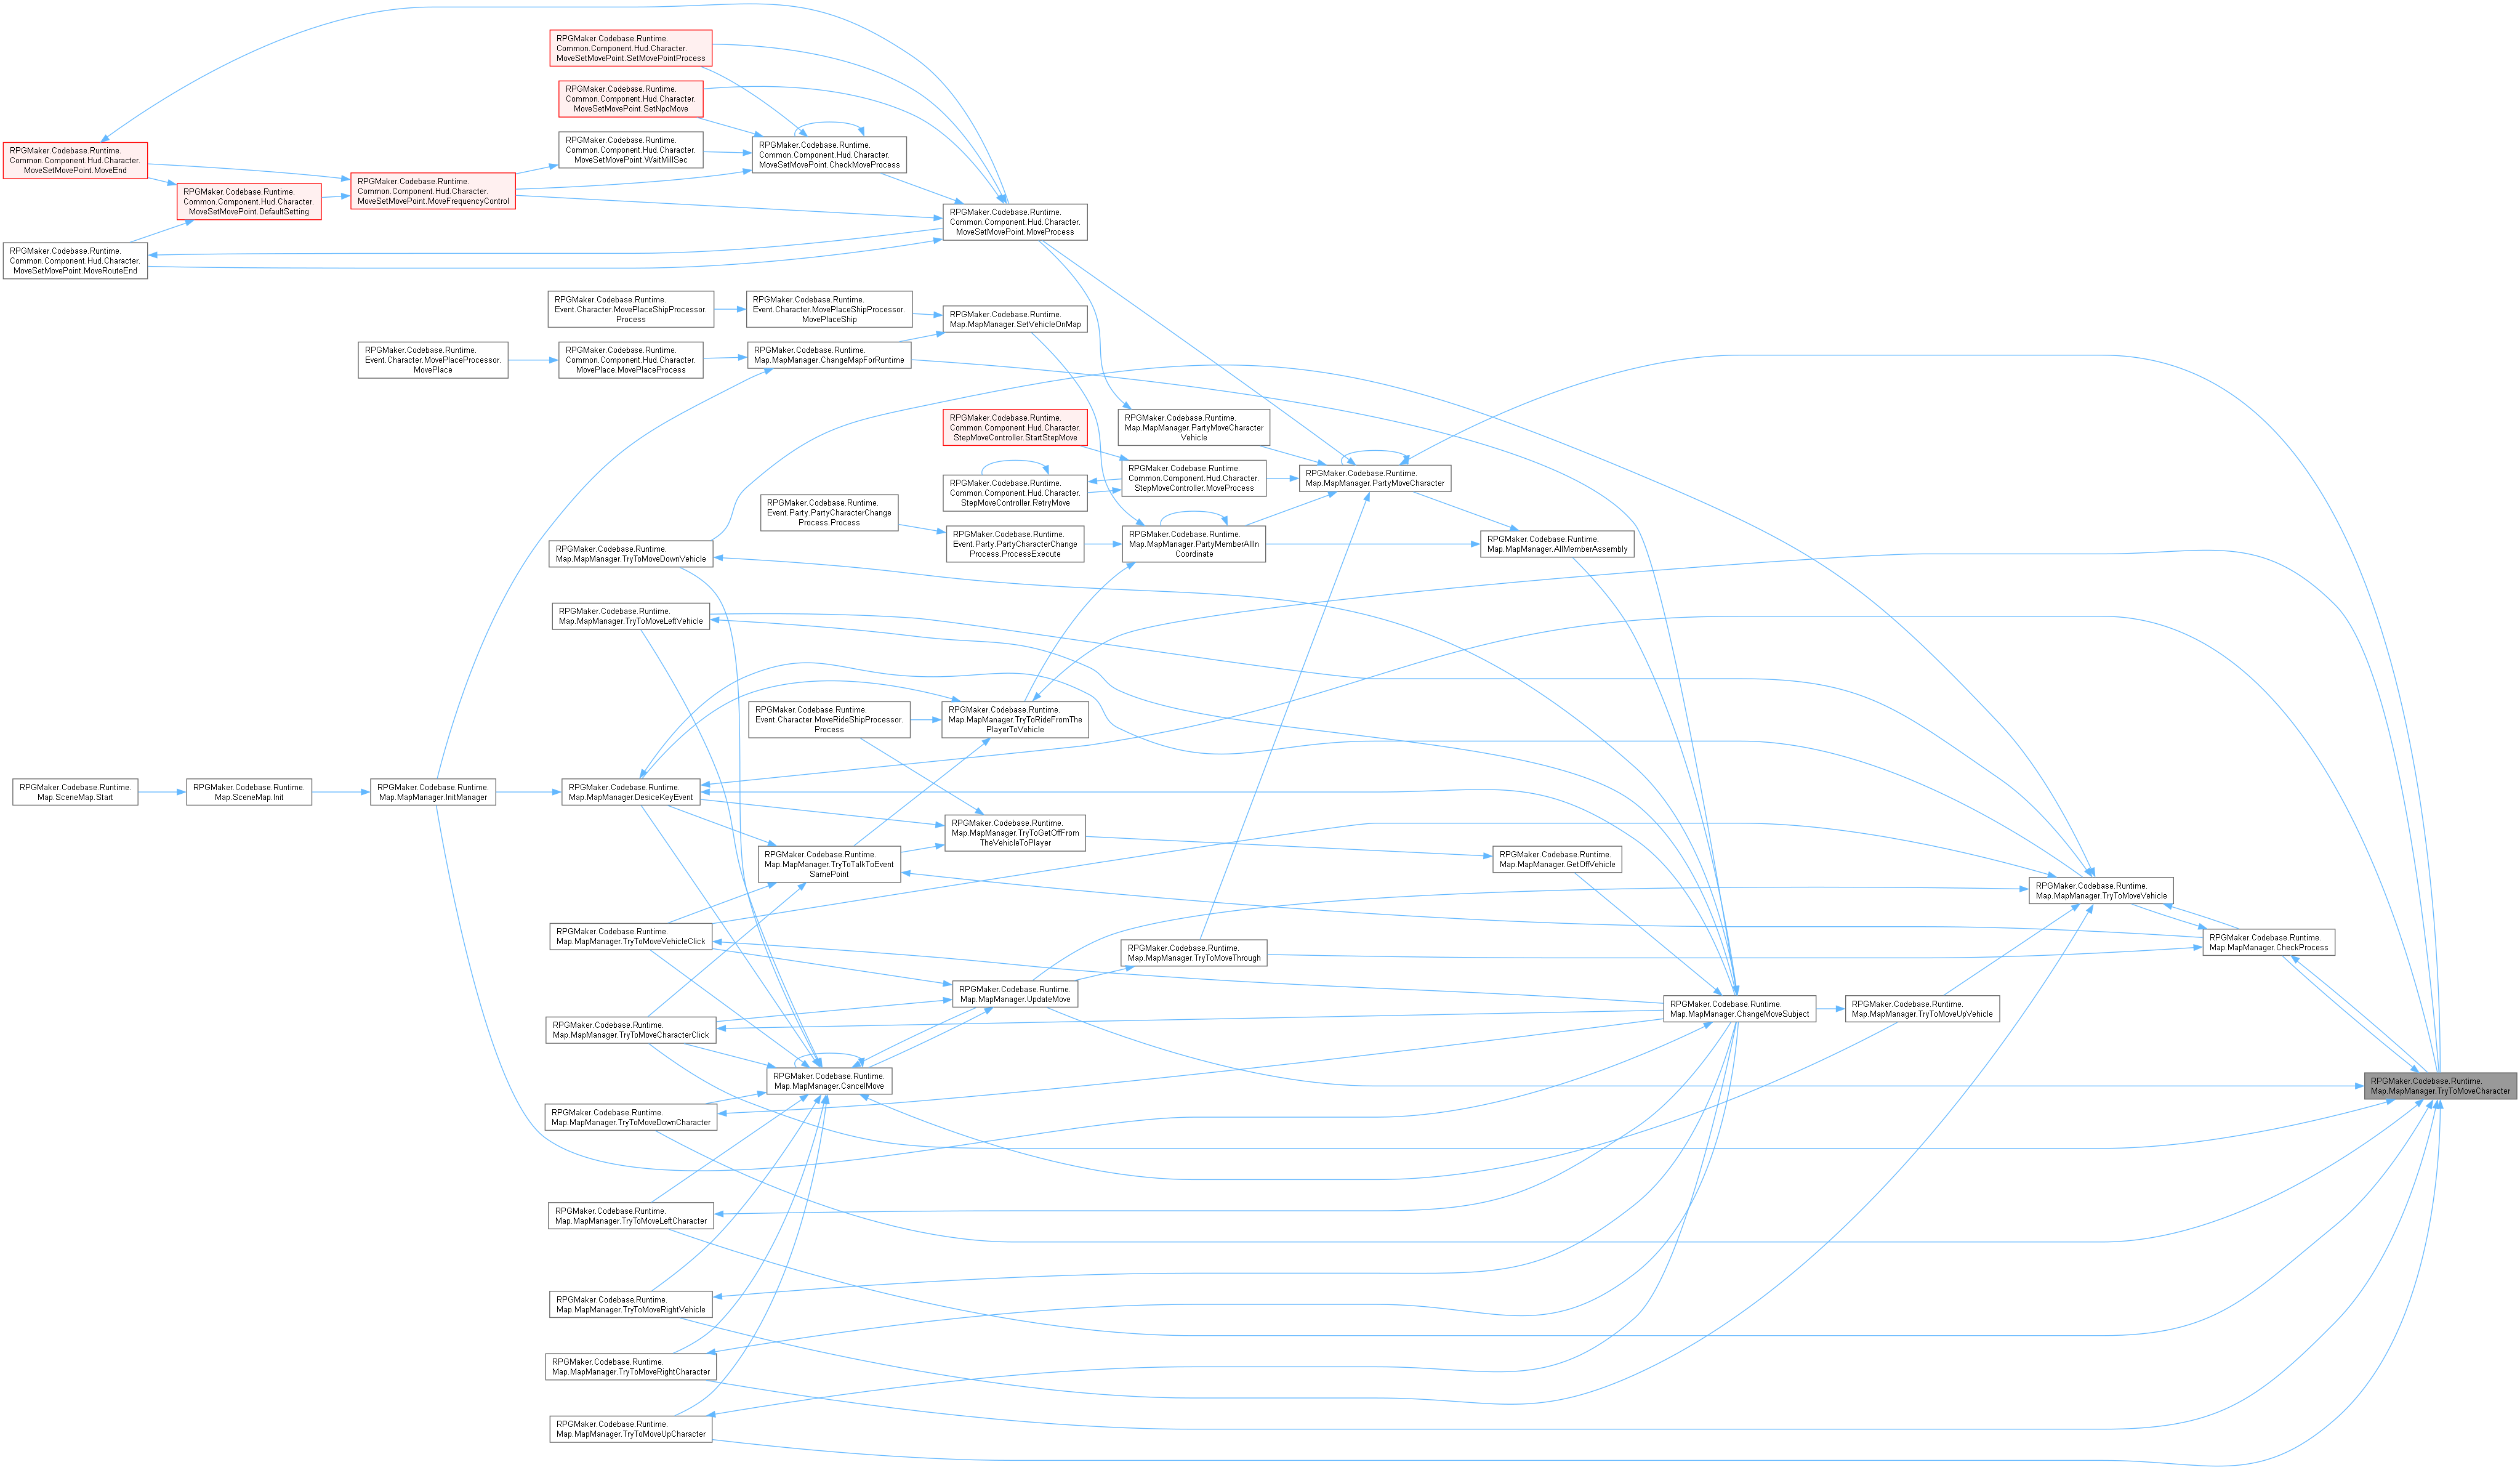 RPGMaker.Codebase.Runtime.
Common.Component.Hud.Character.
MoveSetMovePoint.SetMovePointProcess
RPGMaker.Codebase.Runtime.
Common.Component.Hud.Character.
MoveSetMovePoint.SetNpcMove
RPGMaker.Codebase.Runtime.
Common.Component.Hud.Character.
MoveSetMovePoint.WaitMillSec
RPGMaker.Codebase.Runtime.
Common.Component.Hud.Character.
MoveSetMovePoint.CheckMoveProcess
RPGMaker.Codebase.Runtime.
Common.Component.Hud.Character.
MoveSetMovePoint.MoveEnd
RPGMaker.Codebase.Runtime.
Common.Component.Hud.Character.
MoveSetMovePoint.DefaultSetting
RPGMaker.Codebase.Runtime.
Common.Component.Hud.Character.
MoveSetMovePoint.MoveFrequencyControl
RPGMaker.Codebase.Runtime.
Common.Component.Hud.Character.
MoveSetMovePoint.MoveProcess
RPGMaker.Codebase.Runtime.
Common.Component.Hud.Character.
MoveSetMovePoint.MoveRouteEnd
RPGMaker.Codebase.Runtime.
Event.Character.MovePlaceShipProcessor.
Process
RPGMaker.Codebase.Runtime.
Event.Character.MovePlaceShipProcessor.
MovePlaceShip
RPGMaker.Codebase.Runtime.
Map.MapManager.SetVehicleOnMap
RPGMaker.Codebase.Runtime.
Event.Character.MovePlaceProcessor.
MovePlace
RPGMaker.Codebase.Runtime.
Common.Component.Hud.Character.
MovePlace.MovePlaceProcess
RPGMaker.Codebase.Runtime.
Map.MapManager.ChangeMapForRuntime
RPGMaker.Codebase.Runtime.
Common.Component.Hud.Character.
StepMoveController.StartStepMove
RPGMaker.Codebase.Runtime.
Map.MapManager.PartyMoveCharacter
Vehicle
RPGMaker.Codebase.Runtime.
Common.Component.Hud.Character.
StepMoveController.RetryMove
RPGMaker.Codebase.Runtime.
Common.Component.Hud.Character.
StepMoveController.MoveProcess
RPGMaker.Codebase.Runtime.
Map.MapManager.PartyMoveCharacter
RPGMaker.Codebase.Runtime.
Event.Party.PartyCharacterChange
Process.Process
RPGMaker.Codebase.Runtime.
Event.Party.PartyCharacterChange
Process.ProcessExecute
RPGMaker.Codebase.Runtime.
Map.MapManager.PartyMemberAllIn
Coordinate
RPGMaker.Codebase.Runtime.
Map.MapManager.AllMemberAssembly
RPGMaker.Codebase.Runtime.
Map.MapManager.TryToMoveDownVehicle
RPGMaker.Codebase.Runtime.
Map.MapManager.TryToMoveLeftVehicle
RPGMaker.Codebase.Runtime.
Event.Character.MoveRideShipProcessor.
Process
RPGMaker.Codebase.Runtime.
Map.MapManager.TryToRideFromThe
PlayerToVehicle
RPGMaker.Codebase.Runtime.
Map.SceneMap.Start
RPGMaker.Codebase.Runtime.
Map.SceneMap.Init
RPGMaker.Codebase.Runtime.
Map.MapManager.InitManager
RPGMaker.Codebase.Runtime.
Map.MapManager.DesiceKeyEvent
RPGMaker.Codebase.Runtime.
Map.MapManager.TryToGetOffFrom
TheVehicleToPlayer
RPGMaker.Codebase.Runtime.
Map.MapManager.TryToTalkToEvent
SamePoint
RPGMaker.Codebase.Runtime.
Map.MapManager.GetOffVehicle
RPGMaker.Codebase.Runtime.
Map.MapManager.TryToMoveVehicle
RPGMaker.Codebase.Runtime.
Map.MapManager.TryToMoveVehicleClick
RPGMaker.Codebase.Runtime.
Map.MapManager.TryToMoveThrough
RPGMaker.Codebase.Runtime.
Map.MapManager.CheckProcess
RPGMaker.Codebase.Runtime.
Map.MapManager.UpdateMove
RPGMaker.Codebase.Runtime.
Map.MapManager.ChangeMoveSubject
RPGMaker.Codebase.Runtime.
Map.MapManager.TryToMoveUpVehicle
RPGMaker.Codebase.Runtime.
Map.MapManager.TryToMoveCharacterClick
RPGMaker.Codebase.Runtime.
Map.MapManager.CancelMove
RPGMaker.Codebase.Runtime.
Map.MapManager.TryToMoveCharacter
RPGMaker.Codebase.Runtime.
Map.MapManager.TryToMoveDownCharacter
RPGMaker.Codebase.Runtime.
Map.MapManager.TryToMoveLeftCharacter
RPGMaker.Codebase.Runtime.
Map.MapManager.TryToMoveRightVehicle
RPGMaker.Codebase.Runtime.
Map.MapManager.TryToMoveRightCharacter
RPGMaker.Codebase.Runtime.
Map.MapManager.TryToMoveUpCharacter